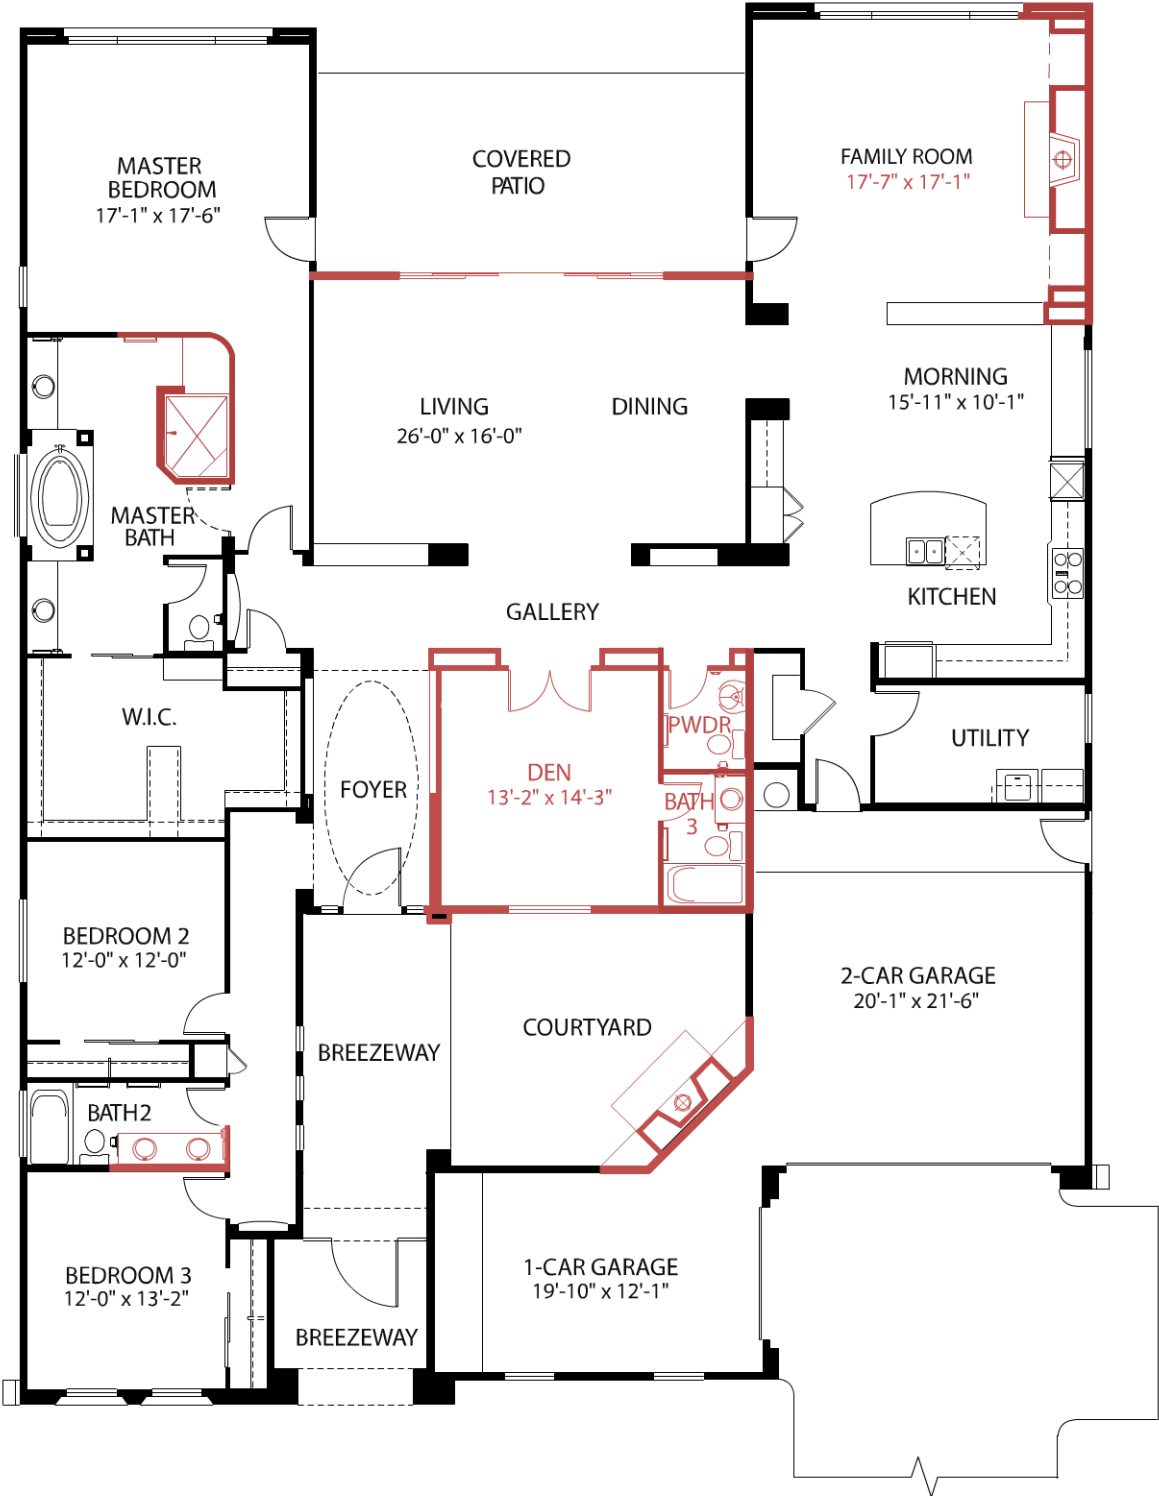 MASTER
BEDROOM
17'-1" x 17'-6"
COVERED
PATIO
FAMILY ROOM
17'-7" x 17'-1"
LIVING
26'-0" x 16'-0"
DINING
MORNING
15'-11" x 10'-1"
MASTER
BATH
GALLERY
KITCHEN
W.I.C.
FOYER
DEN
13'-2" x 14'-3"
PWDR
BATH
3
UTILITY
BEDROOM 2
12'-0" x 12'-0"
BREEZEWAY
COURTYARD
2-CAR GARAGE
20'-1" x 21'-6"
BATH2
BEDROOM 3
12'-0" x 13'-2"
BREEZEWAY
1-CAR GARAGE
19'-10" x 12'-1"